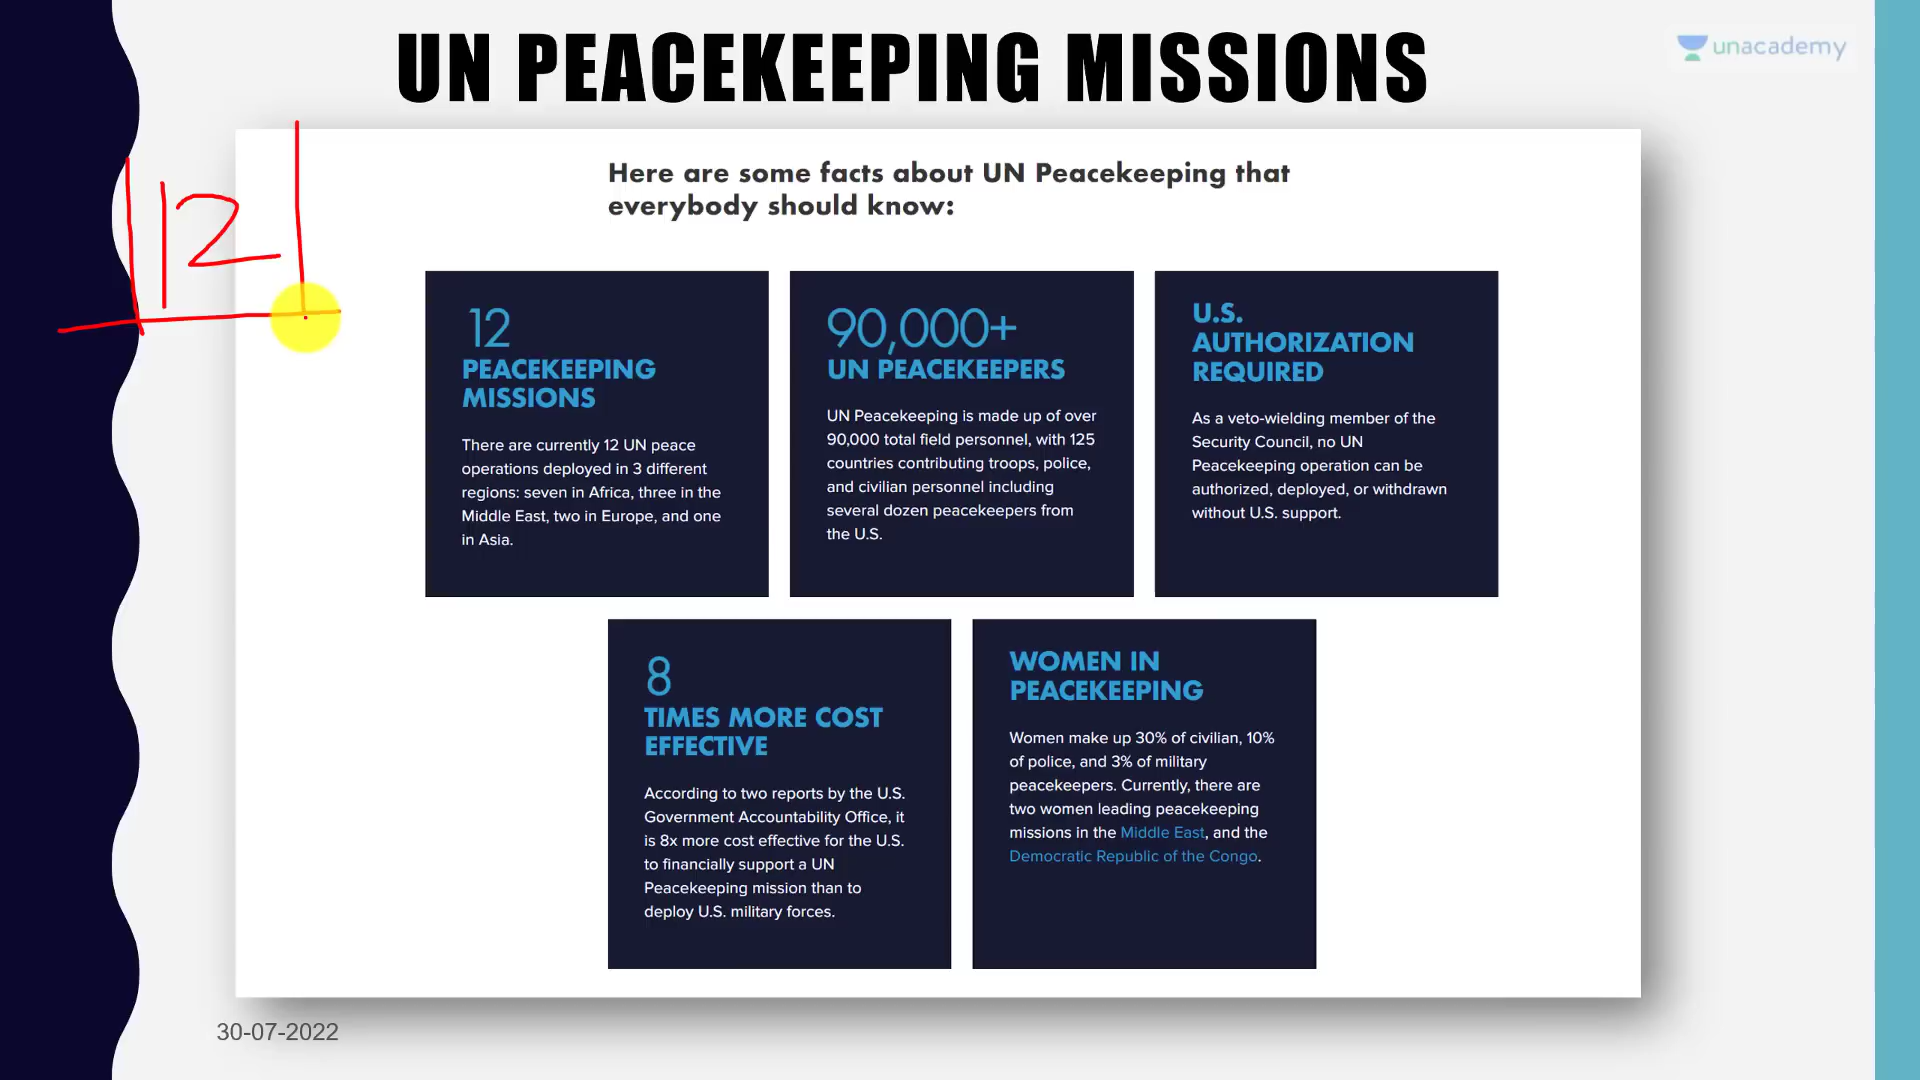 UN PEACEKEEPING MISSIONS
unacademy
Here are some facts about UN Peacekeeping that
everybody should know:
12
12
PEACEKEEPING
MISSIONS
There are currently 12 UN peace
operations deployed in 3 different
regions: seven in Africa, three in the
Middle East, two in Europe, and one
in Asia.
90,000+
UN PEACEKEEPERS
UN Peacekeeping is made up of over
90,000 total field personnel, with 125
countries contributing troops, police,
and civilian personnel including
several dozen peacekeepers from
the U.S.
U.S.
AUTHORIZATION
REQUIRED
As a veto-wielding member of the
Security Council, no UN
Peacekeeping operation can be
authorized, deployed, or withdrawn
without U.S. support.
8
TIMES MORE COST
EFFECTIVE
According to two reports by the U.S.
Government Accountability Office, it
is 8x more cost effective for the U.S.
to financially support a UN
Peacekeeping mission than to
deploy U.S. military forces.
WOMEN IN
PEACEKEEPING
Women make up 30% of civilian, 10%
of police, and 3% of military
peacekeepers. Currently, there are
two women leading peacekeeping
missions in the Middle East, and the
Democratic Republic of the Congo.
30-07-2022